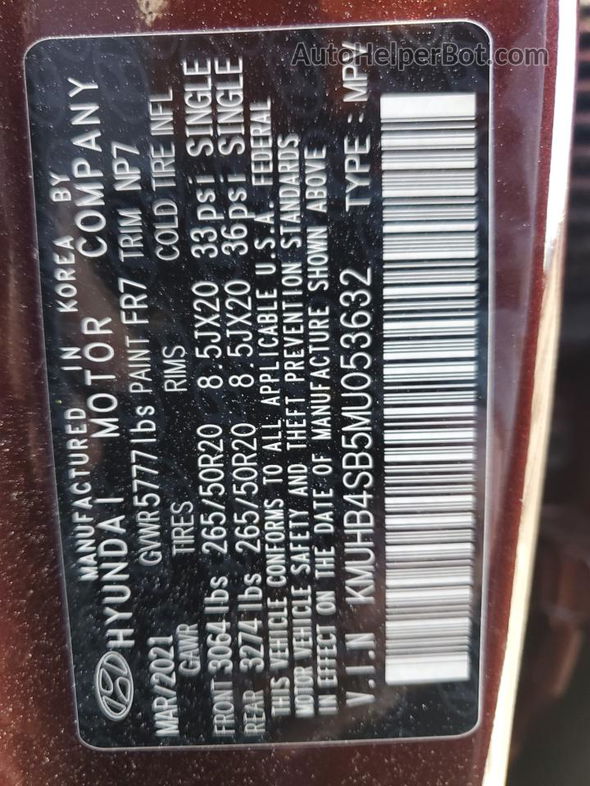 AutoHelperBot.com
MANUFACTURED IN KOREA BY
HYUNDAI MOTOR COMPANY
MAR/2021 GVWR5777lbs PAINT FR7 TRIM NP7
GAWR TIRES RIMS COLD TIRE INFL
FRONT 3064lbs 265/50R20 8.5JX20 33psi SINGLE
REAR 3274lbs 265/50R20 8.5JX20 36psi SINGLE
THIS VEHICLE CONFORMS TO ALL APPLICABLE U.S.A. FEDERAL
MOTOR VEHICLE SAFETY AND THEFT PREVENTION STANDARDS
IN EFFECT ON THE DATE OF MANUFACTURE SHOWN ABOVE
V.I.N KMUHB4SB5MU053632 TYPE : MPV